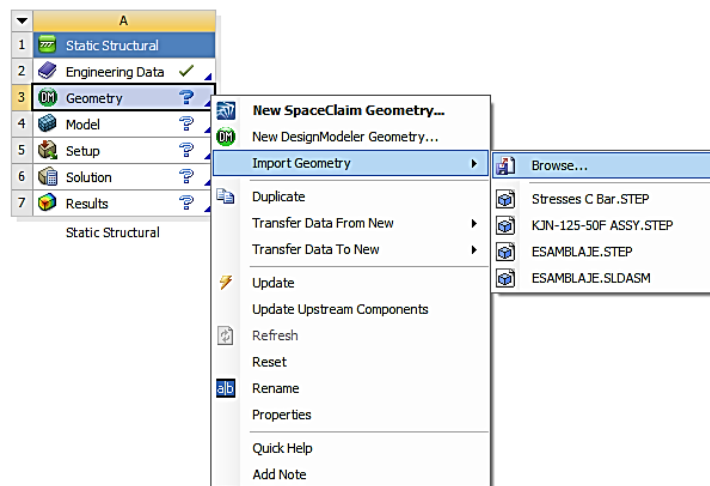 A
1 Static Structural
2 Engineering Data
3 DM Geometry ?
4 Model ?
5 Setup ?
6 Solution ?
7 Results ?
Static Structural
New SpaceClaim Geometry...
DM New DesignModeler Geometry...
Import Geometry
Duplicate
Transfer Data From New
Transfer Data To New
Update
Update Upstream Components
Refresh
Reset
a|b Rename
Properties
Quick Help
Add Note
Browse...
Stresses C Bar.STEP
KJN-125-50F ASSY.STEP
ESAMBLAJE.STEP
ESAMBLAJE.SLDASM